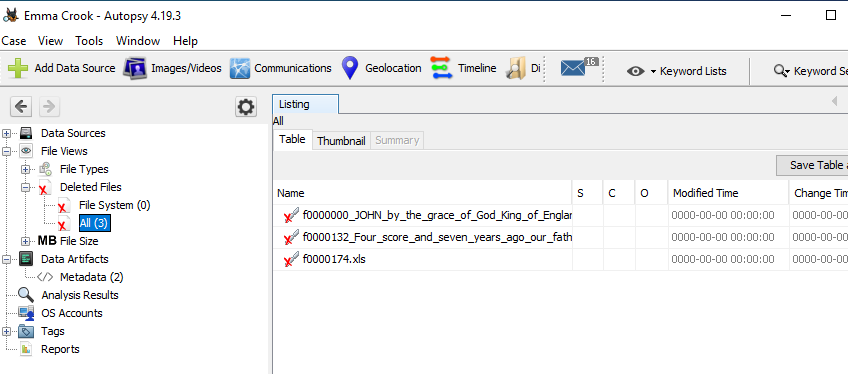 Emma Crook - Autopsy 4.19.3
Case View Tools Window Help
Add Data Source Images/Videos Communications Geolocation Timeline Di 16 Keyword Lists Keyword Se
Listing
All
Table Thumbnail Summary
Save Table a
Name S C O Modified Time Change Tim
f0000000_JOHN_by_the_grace_of_God_King_of_Englan 0000-00-00 00:00:00 0000-00-00 00:
f0000132_Four_score_and_seven_years_ago_our_fath 0000-00-00 00:00:00 0000-00-00 00:
f0000174.xls 0000-00-00 00:00:00 0000-00-00 00:
Data Sources
File Views
File Types
Deleted Files
File System (0)
All (3)
MB File Size
Data Artifacts
Metadata (2)
Analysis Results
OS Accounts
Tags
Reports